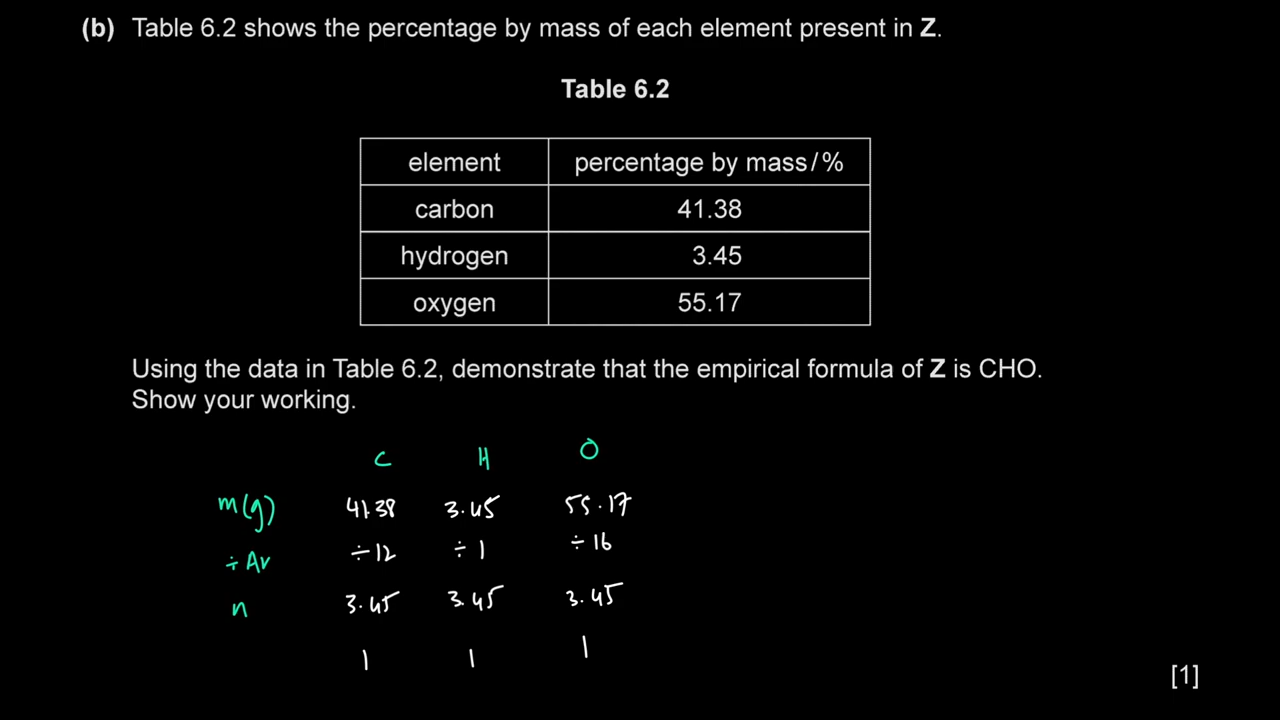 (b) Table 6.2 shows the percentage by mass of each element present in Z.
Table 6.2
element percentage by mass / %
carbon 41.38
hydrogen 3.45
oxygen 55.17
Using the data in Table 6.2, demonstrate that the empirical formula of Z is CHO.
Show your working.
C H O
m(g) 41.38 3.45 55.17
÷Ar ÷12 ÷1 ÷16
n 3.45 3.45 3.45
1 1 1
[1]